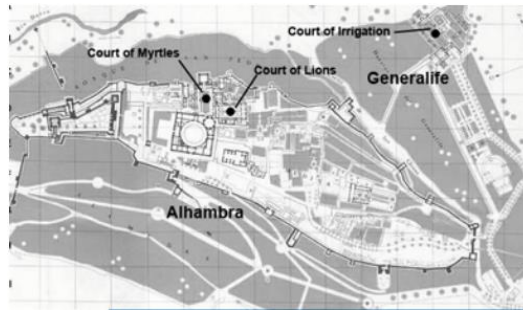 Court of Irrigation
Court of Myrtles
Court of Lions
Generalife
Alhambra